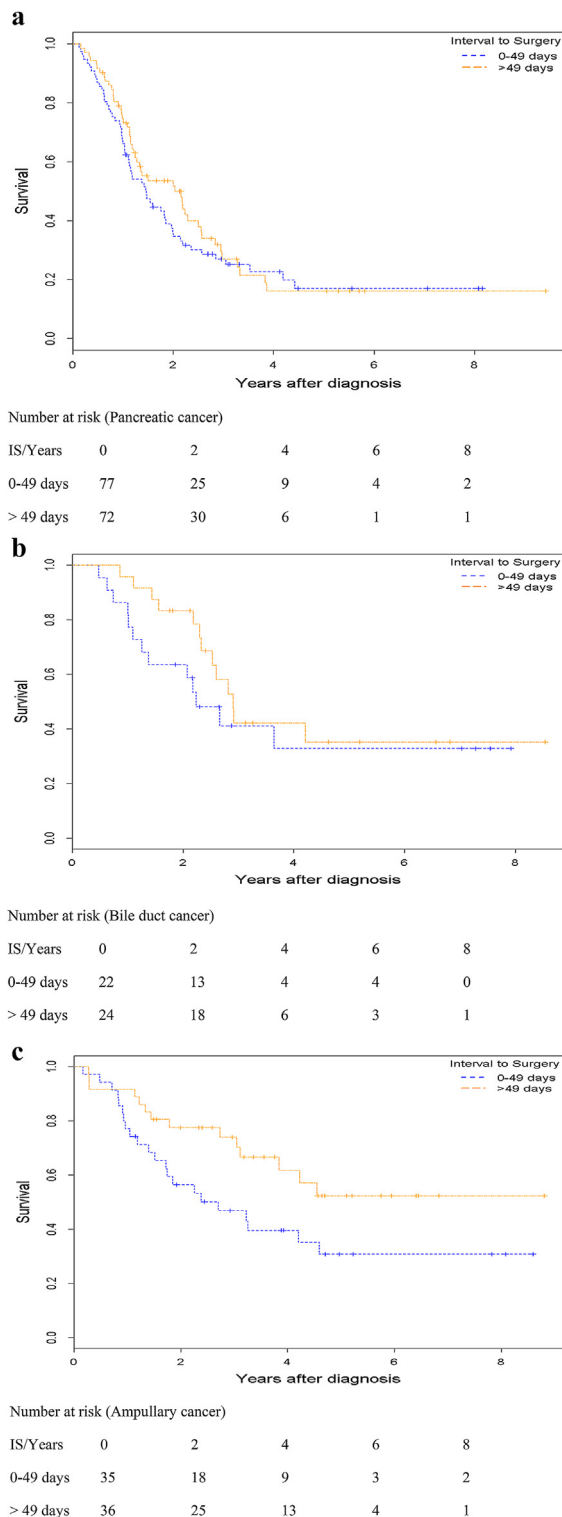 a
Interval to Surgery
0-49 days
>49 days
1.0
0.8
0.6
0.4
0.2
0.0
Survival
0 2 4 6 8
Years after diagnosis
Number at risk (Pancreatic cancer)
IS/Years 0 2 4 6 8
0-49 days 77 25 9 4 2
> 49 days 72 30 6 1 1
b
Interval to Surgery
0-49 days
>49 days
1.0
0.8
0.6
0.4
0.2
0.0
Survival
0 2 4 6 8
Years after diagnosis
Number at risk (Bile duct cancer)
IS/Years 0 2 4 6 8
0-49 days 22 13 4 4 0
> 49 days 24 18 6 3 1
c
Interval to Surgery
0-49 days
>49 days
1.0
0.8
0.6
0.4
0.2
0.0
Survival
0 2 4 6 8
Years after diagnosis
Number at risk (Ampullary cancer)
IS/Years 0 2 4 6 8
0-49 days 35 18 9 3 2
> 49 days 36 25 13 4 1